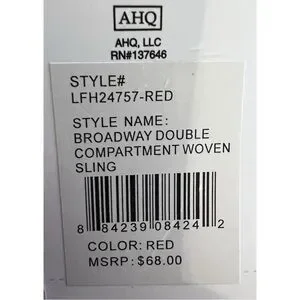 AHQ
AHQ, LLC
RN#137646
STYLE#
LFH24757-RED
STYLE NAME:
BROADWAY DOUBLE
COMPARTMENT WOVEN
SLING
8 84239 08424 2
COLOR: RED
MSRP: $68.00